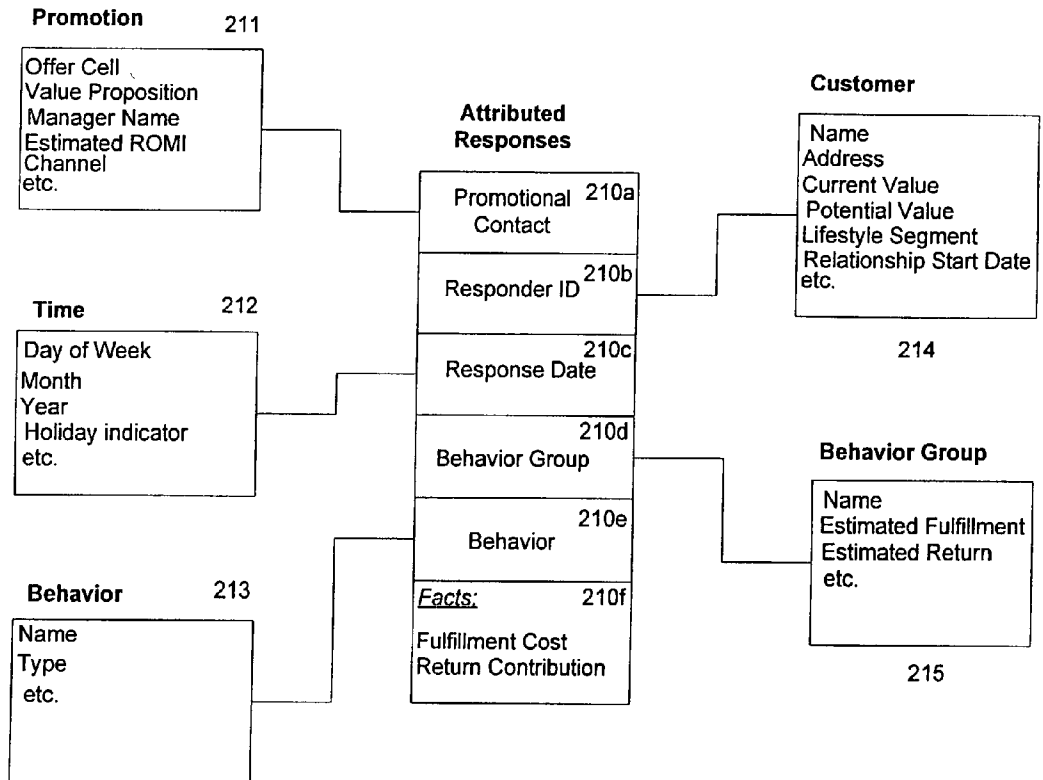 Promotion 211
Offer Cell
Value Proposition
Manager Name
Estimated ROMI
Channel
etc.
Time 212
Day of Week
Month
Year
Holiday indicator
etc.
Behavior 213
Name
Type
etc.
Attributed
Responses
Promotional 210a
Contact
210b
Responder ID
210c
Response Date
210d
Behavior Group
210e
Behavior
Facts: 210f
Fulfillment Cost
Return Contribution
Customer
Name
Address
Current Value
Potential Value
Lifestyle Segment
Relationship Start Date
etc.
214
Behavior Group
Name
Estimated Fulfillment
Estimated Return
etc.
215